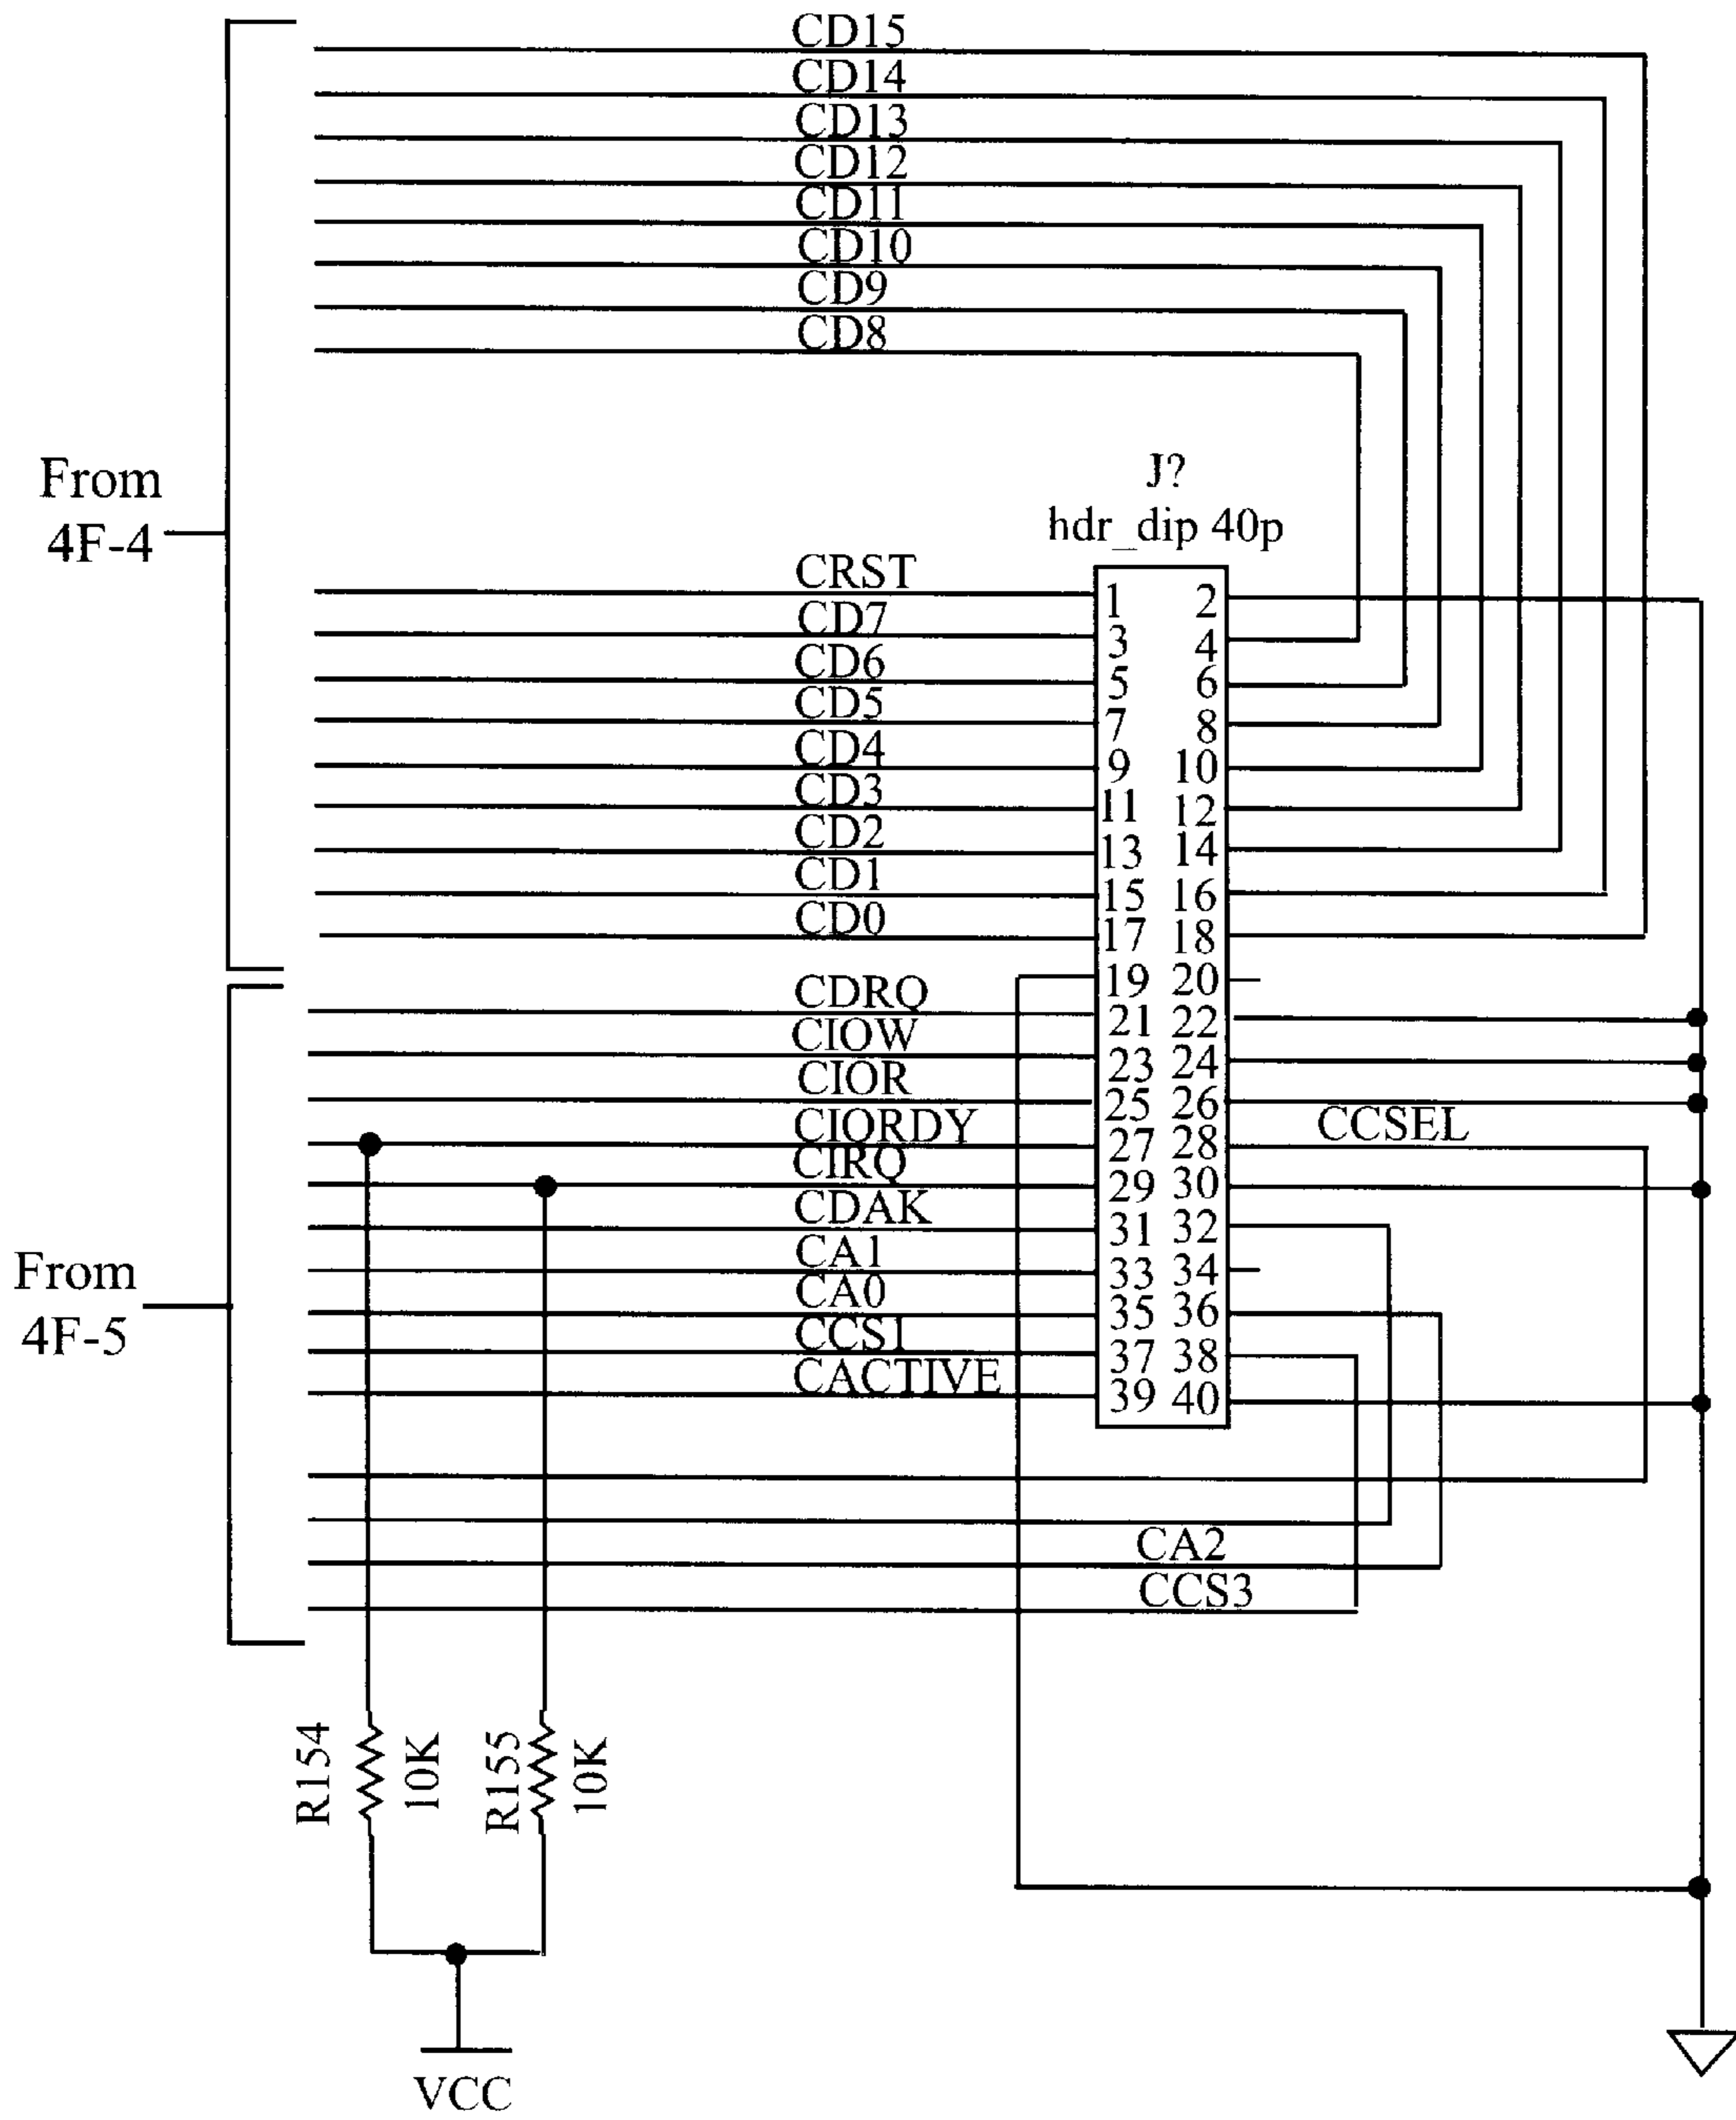 CD15
CD14
CD13
CD12
CD11
CD10
CD9
CD8
From
4F-4
J?
hdr_dip 40p
CRST
1 2
CD7
3 4
CD6
5 6
CD5
7 8
CD4
9 10
CD3
11 12
CD2
13 14
CD1
15 16
CD0
17 18
19 20
CDRQ
21 22
CIOW
23 24
CIOR
25 26
CIORDY
27 28
CCSEL
CIRQ
29 30
CDAK
31 32
From
4F-5
CA1
33 34
CA0
35 36
CCS1
37 38
CACTIVE
39 40
CA2
CCS3
R154
10K
R155
10K
VCC